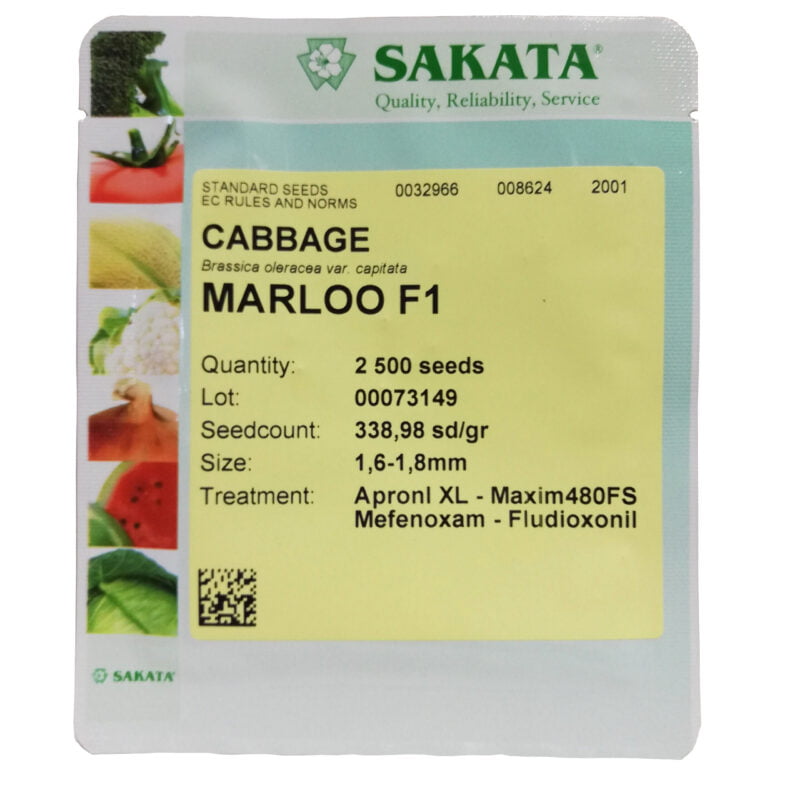 SAKATA®
Quality, Reliability, Service
STANDARD SEEDS 0032966 008624 2001
EC RULES AND NORMS
CABBAGE
Brassica oleracea var. capitata
MARLOO F1
Quantity: 2 500 seeds
Lot: 00073149
Seedcount: 338,98 sd/gr
Size: 1,6-1,8mm
Treatment: Apronl XL - Maxim480FS
Mefenoxam - Fludioxonil
SAKATA